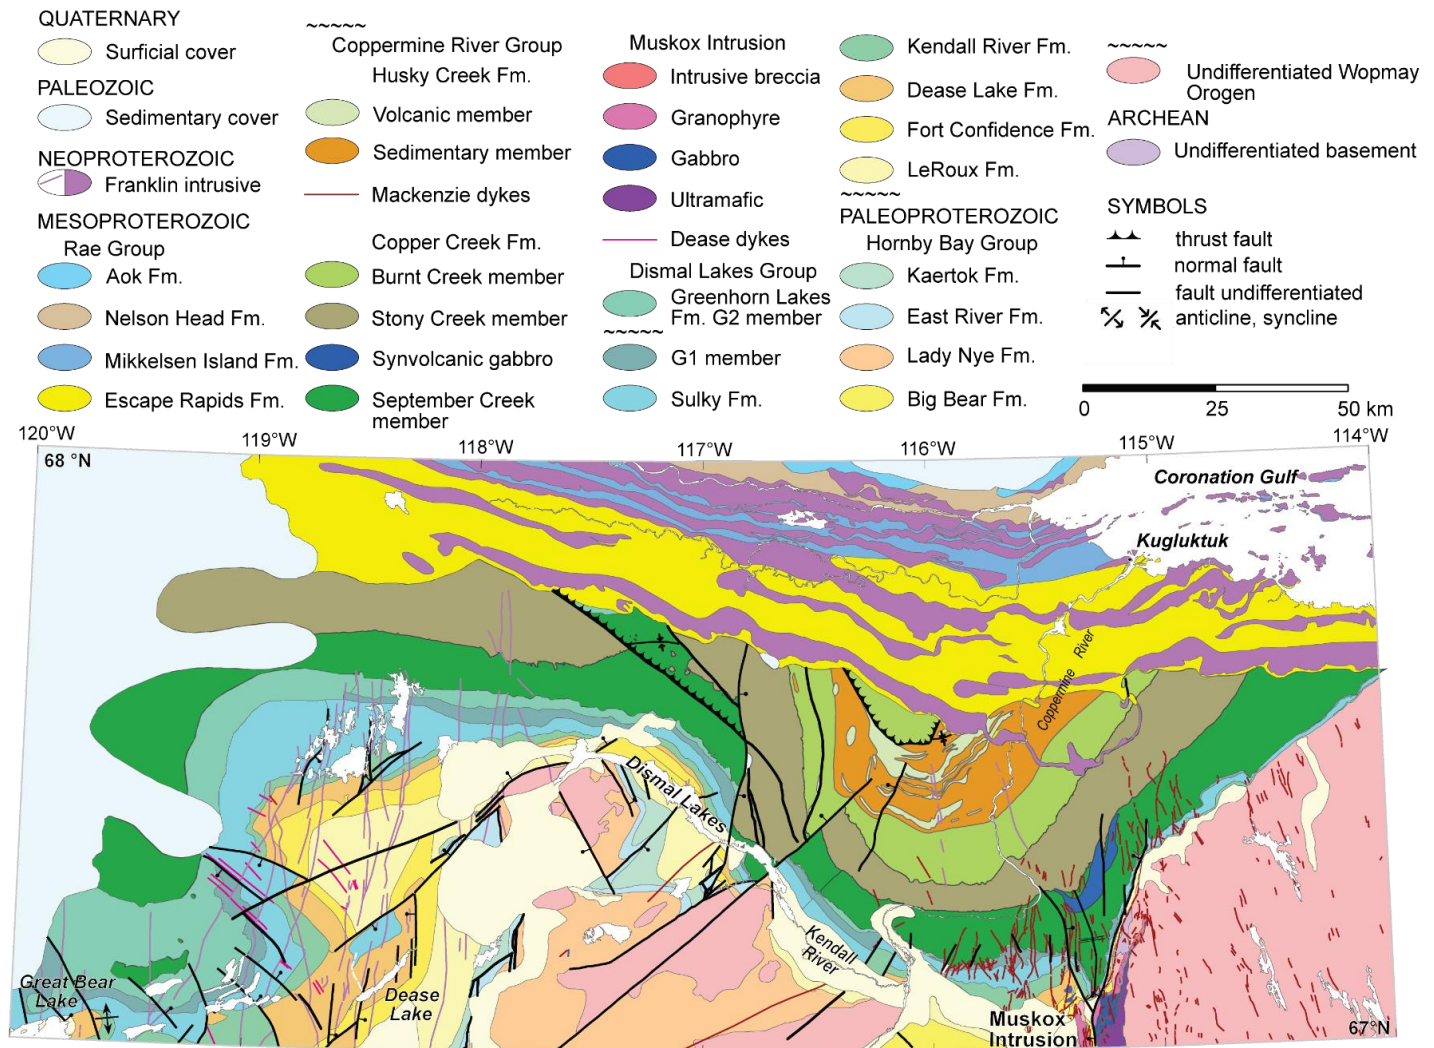 QUATERNARY
Surficial cover
PALEOZOIC
Sedimentary cover
NEOPROTEROZOIC
Franklin intrusive
MESOPROTEROZOIC
Rae Group
Aok Fm.
Nelson Head Fm.
Mikkelsen Island Fm.
Escape Rapids Fm.
Coppermine River Group
Husky Creek Fm.
Volcanic member
Sedimentary member
Mackenzie dykes
Copper Creek Fm.
Burnt Creek member
Stony Creek member
Synvolcanic gabbro
September Creek
member
Muskox Intrusion
Intrusive breccia
Granophyre
Gabbro
Ultramafic
Dease dykes
Dismal Lakes Group
Greenhorn Lakes
Fm. G2 member
G1 member
Sulky Fm.
Kendall River Fm.
Dease Lake Fm.
Fort Confidence Fm.
LeRoux Fm.
PALEOPROTEROZOIC
Hornby Bay Group
Kaertok Fm.
East River Fm.
Lady Nye Fm.
Big Bear Fm.
Undifferentiated Wopmay
Orogen
ARCHEAN
Undifferentiated basement
SYMBOLS
thrust fault
normal fault
fault undifferentiated
anticline, syncline
0 25 50 km
120°W 119°W 118°W 117°W 116°W 115°W 114°W
68 °N
Coronation Gulf
Kugluktuk
Coppermine River
Dismal Lakes
Kendall
River
Great Bear
Lake
Dease
Lake
Muskox
Intrusion
67°N